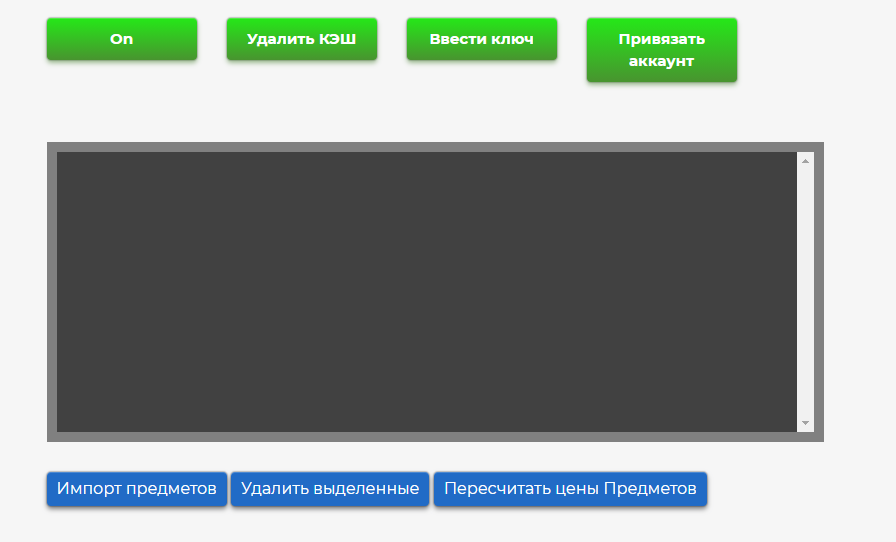 On
Удалить КЭШ
Ввести ключ
Привязать
аккаунт
Импорт предметов
Удалить выделенные
Пересчитать цены Предметов